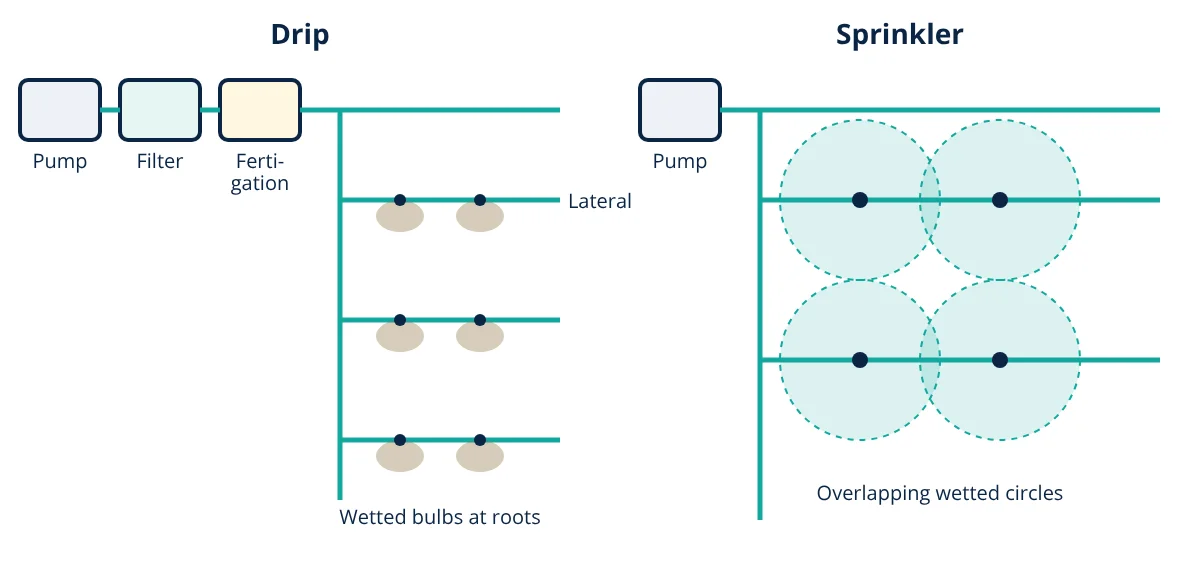 Drip
Sprinkler
Pump
Filter
Ferti-
gation
Pump
Lateral
Overlapping wetted circles
Wetted bulbs at roots